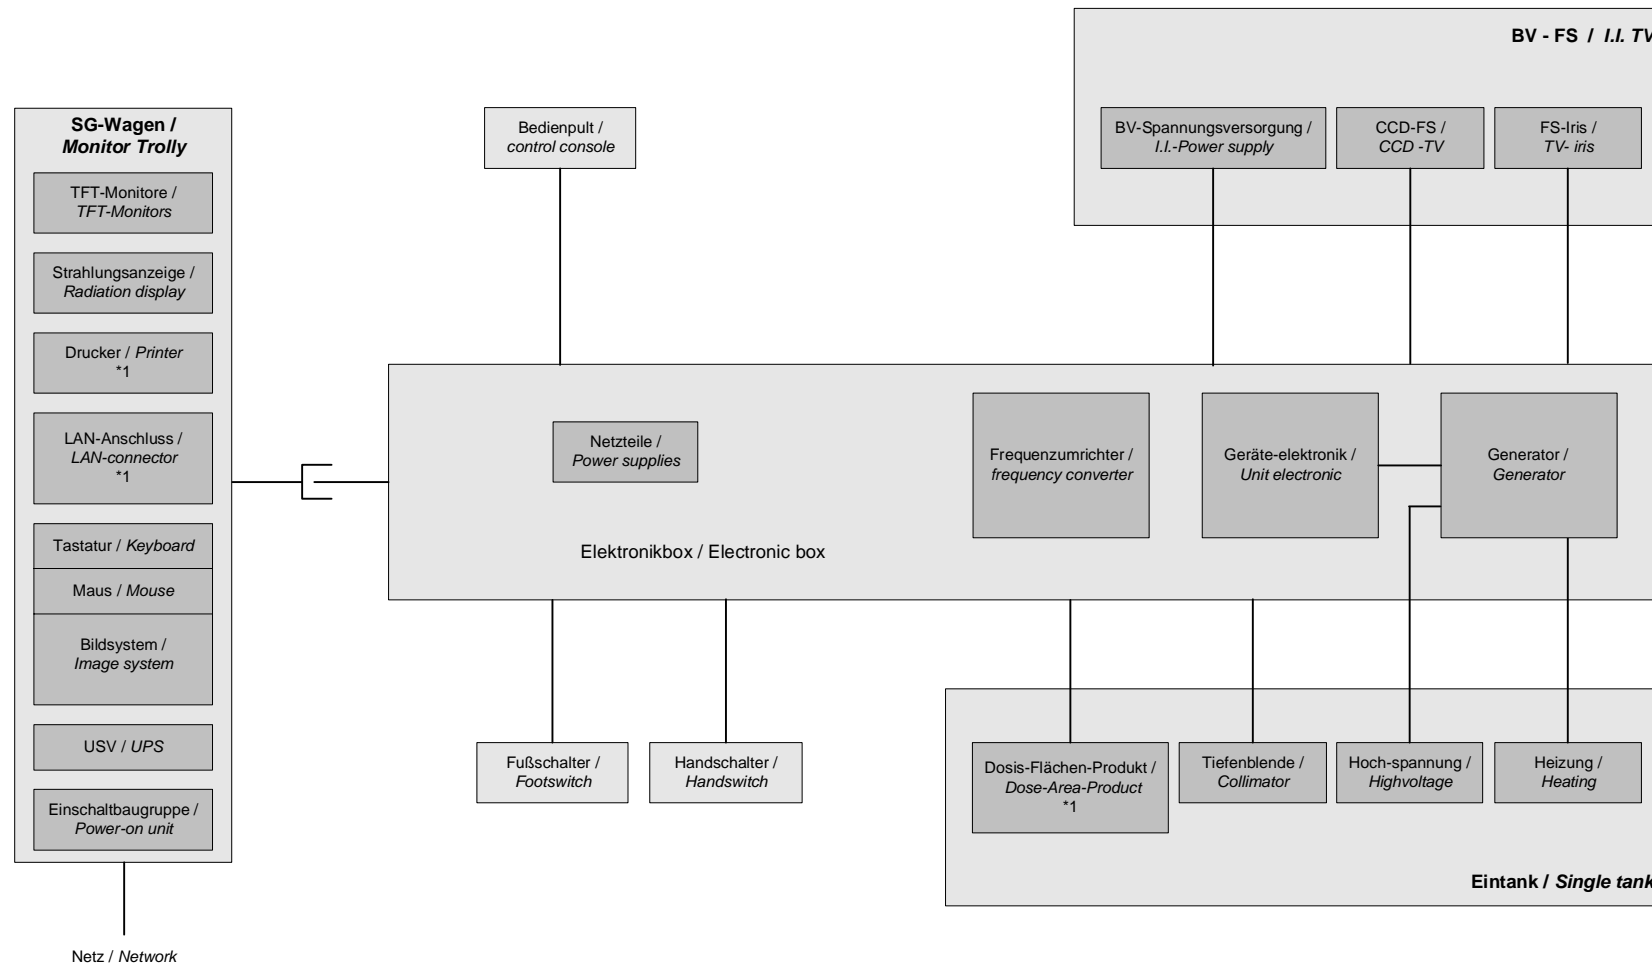 BV - FS / I.I. TV
SG-Wagen /
Monitor Trolly
TFT-Monitore /
TFT-Monitors
Strahlungsanzeige /
Radiation display
Drucker / Printer
*1
LAN-Anschluss /
LAN-connector
*1
Tastatur / Keyboard
Maus / Mouse
Bildsystem /
Image system
USV / UPS
Einschaltbaugruppe /
Power-on unit
Netz / Network
Bedienpult /
control console
BV-Spannungsversorgung /
I.I.-Power supply
CCD-FS /
CCD -TV
FS-Iris /
TV- iris
Netzteile /
Power supplies
Frequenzumrichter /
frequency converter
Geräte-elektronik /
Unit electronic
Generator /
Generator
Elektronikbox / Electronic box
Fußschalter /
Footswitch
Handschalter /
Handswitch
Dosis-Flächen-Produkt /
Dose-Area-Product
*1
Tiefenblende /
Collimator
Hoch-spannung /
Highvoltage
Heizung /
Heating
Eintank / Single tank